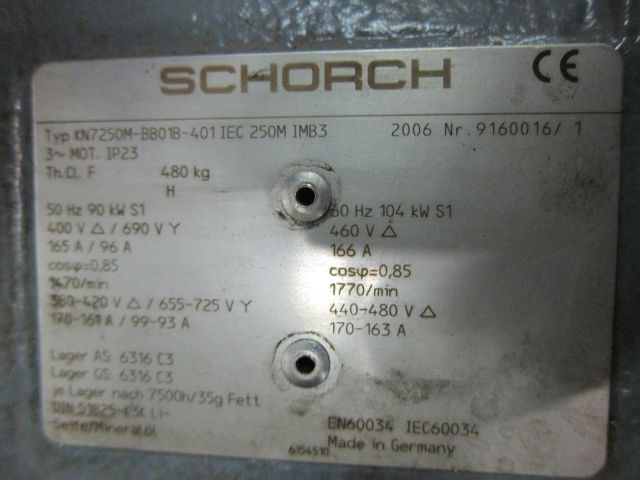 SCHORCH CE
Typ KN7250M-BB01B-401 IEC 250M IMB3 2006 Nr. 9160016/ 1
3~ MOT. IP23
Th.Cl. F 480 kg
H
50 Hz 90 kW S1
400 V △ / 690 V Y
165 A / 96 A
cosφ=0,85
1470/min
380-420 V △ / 655-725 V Y
170-161 A / 99-93 A
60 Hz 104 kW S1
460 V △
166 A
cosφ=0,85
1770/min
440-480 V △
170-163 A
Lager AS: 6316 C3
Lager GS: 6316 C3
je Lager nach 7500h/35g Fett
DIN 51825-K3K Li-
Seife/Mineralöl
6154510
EN60034 IEC60034
Made in Germany